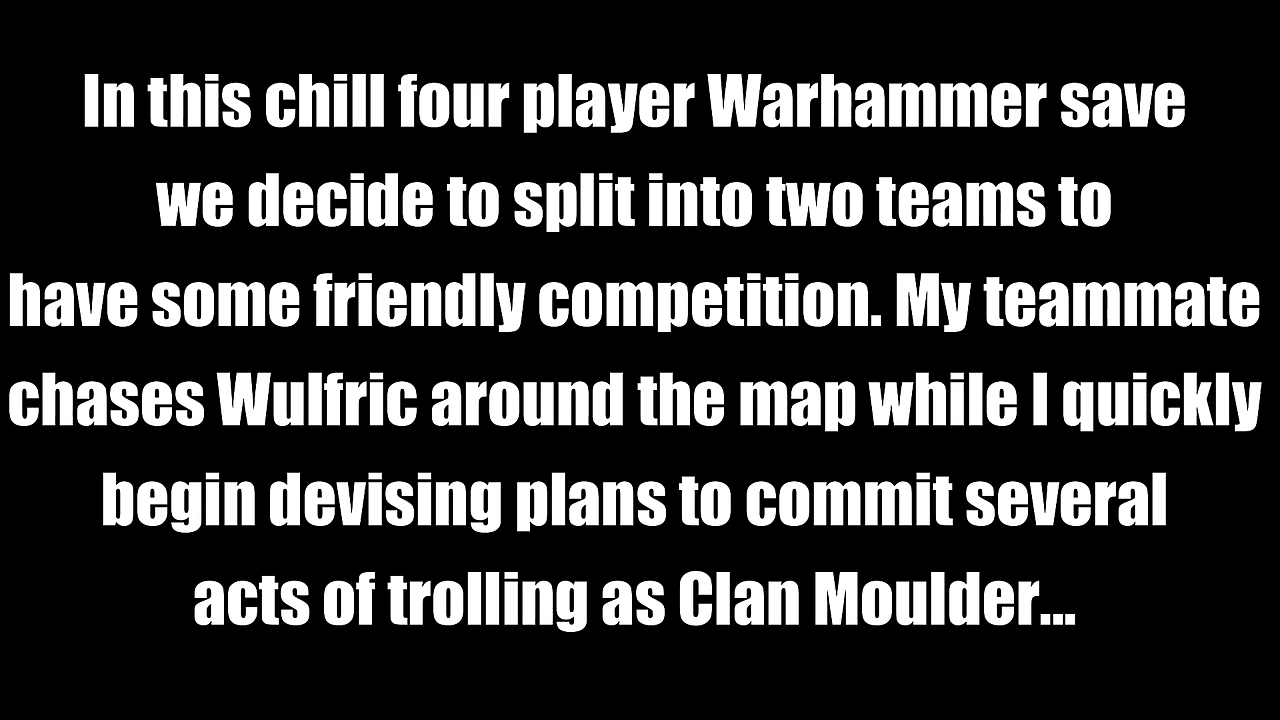 In this chill four player Warhammer save
we decide to split into two teams to
have some friendly competition. My teammate
chases Wulfric around the map while I quickly
begin devising plans to commit several
acts of trolling as Clan Moulder...